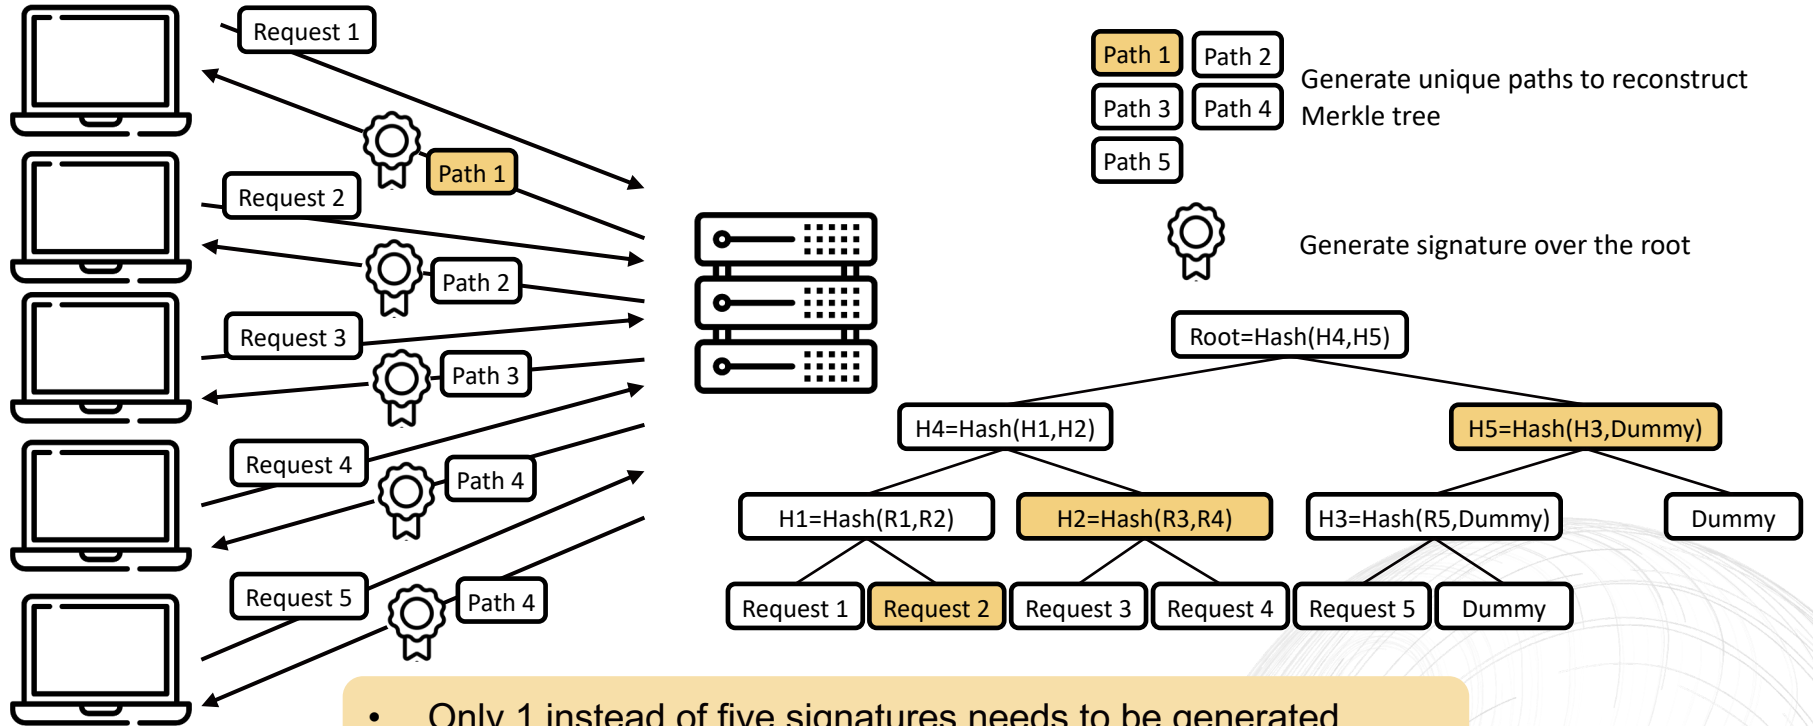 Request 1
Path 1
Request 2
Path 2
Request 3
Path 3
Request 4
Path 4
Request 5
Path 4
Path 1
Path 2
Path 3
Path 4
Path 5
Generate unique paths to reconstruct
Merkle tree
Generate signature over the root
Root=Hash(H4,H5)
H4=Hash(H1,H2)
H5=Hash(H3,Dummy)
H1=Hash(R1,R2)
H2=Hash(R3,R4)
H3=Hash(R5,Dummy)
Dummy
Request 1
Request 2
Request 3
Request 4
Request 5
Dummy
• Only 1 instead of five signatures needs to be generated